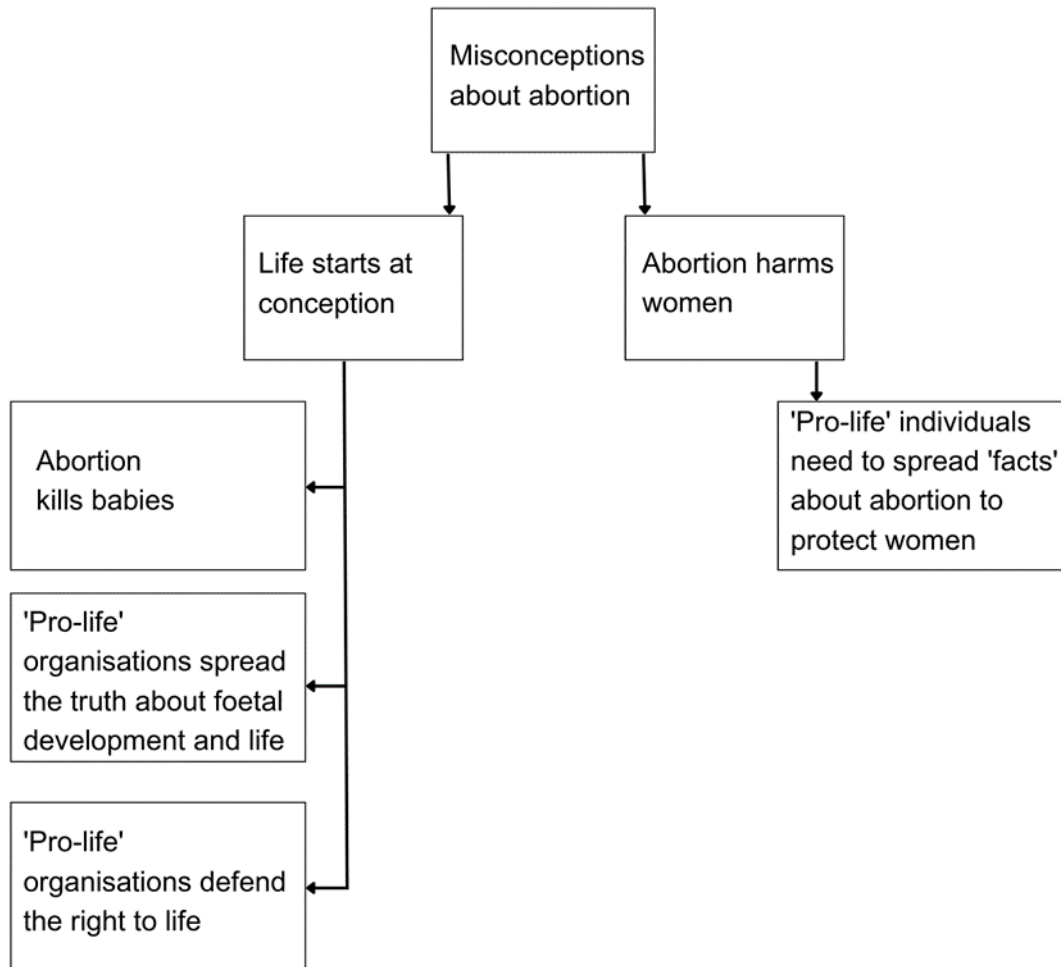 Misconceptions
about abortion
Life starts at
conception
Abortion harms
women
Abortion
kills babies
'Pro-life' individuals
need to spread 'facts'
about abortion to
protect women
'Pro-life'
organisations spread
the truth about foetal
development and life
'Pro-life'
organisations defend
the right to life